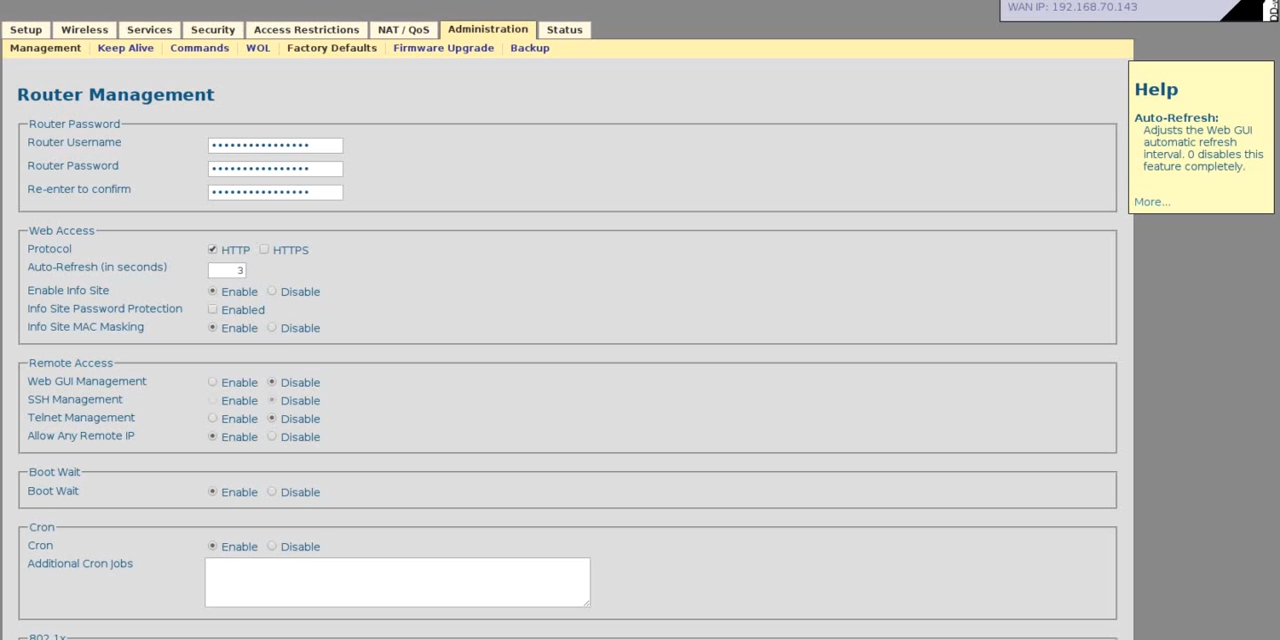 WAN IP: 192.168.70.143
Setup Wireless Services Security Access Restrictions NAT / QoS Administration Status
Management Keep Alive Commands WOL Factory Defaults Firmware Upgrade Backup
Router Management
Router Password
Router Username ••••••••••••••••
Router Password ••••••••••••••••
Re-enter to confirm ••••••••••••••••
Web Access
Protocol HTTP HTTPS
Auto-Refresh (in seconds) 3
Enable Info Site Enable Disable
Info Site Password Protection Enabled
Info Site MAC Masking Enable Disable
Remote Access
Web GUI Management Enable Disable
SSH Management Enable Disable
Telnet Management Enable Disable
Allow Any Remote IP Enable Disable
Boot Wait
Boot Wait Enable Disable
Cron
Cron Enable Disable
Additional Cron Jobs
802.1x
Help
Auto-Refresh:
Adjusts the Web GUI
automatic refresh
interval. 0 disables this
feature completely.
More...